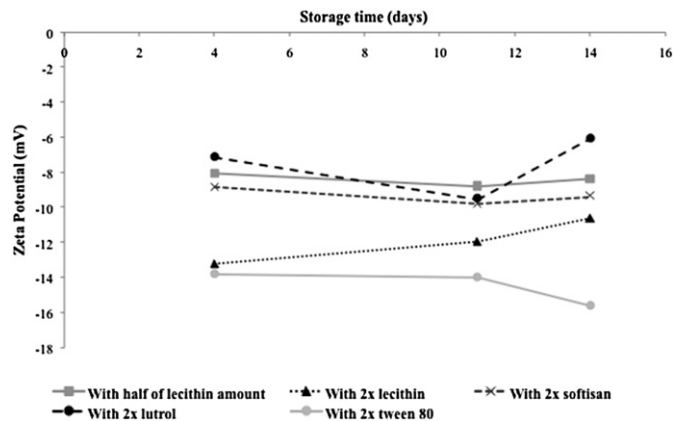 Storage time (days)
0
0 2 4 6 8 10 12 14 16
-2
-4
-6
-8
-10
-12
-14
-16
-18
Zeta Potential (mV)
With half of lecithin amount With 2x lecithin With 2x softisan
With 2x lutrol With 2x tween 80